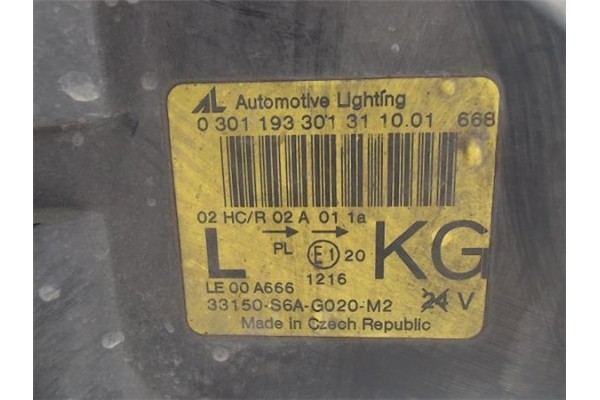 AL Automotive Lighting
0 301 193 301 311 10.01 668
02 HC/R 02 A 01 1a
L PL E1 20 KG
1216
LE 00 A666
33150-S6A-G020-M2 24 V
Made in Czech Republic